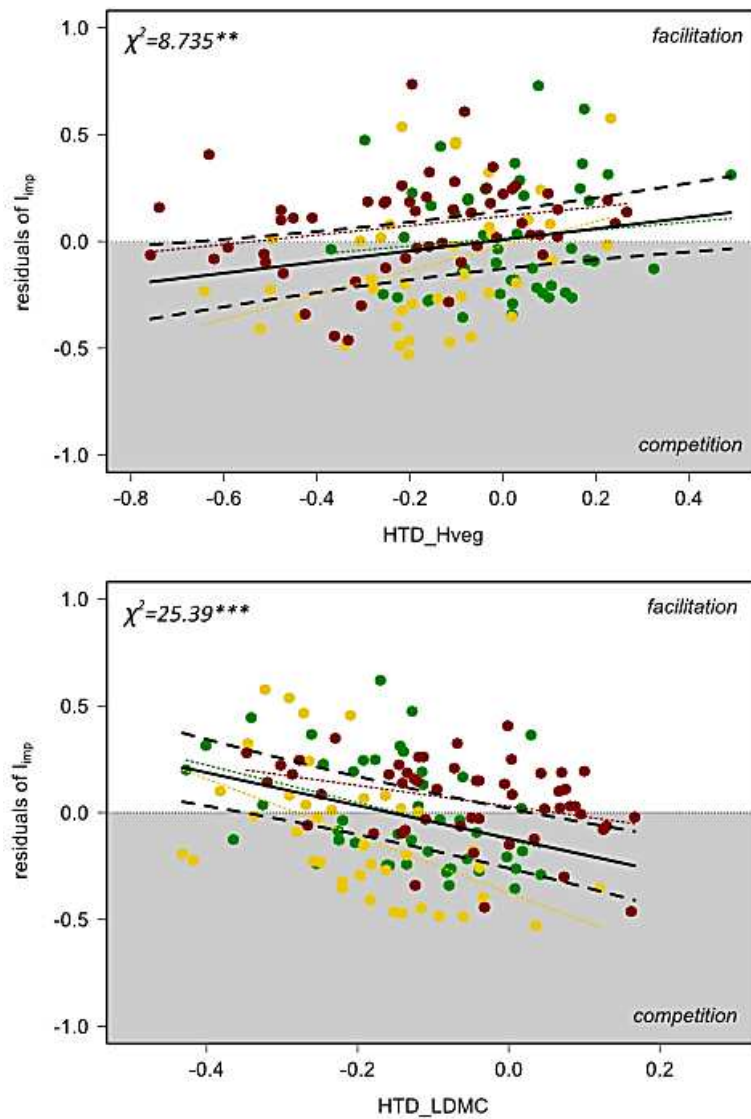 χ²=8.735**
facilitation
1.0
0.5
0.0
-0.5
-1.0
residuals of Iimp
competition
-0.8
-0.6
-0.4
-0.2
0.0
0.2
0.4
HTD_Hveg
χ²=25.39***
facilitation
1.0
0.5
0.0
-0.5
-1.0
residuals of Iimp
competition
-0.4
-0.2
0.0
0.2
HTD_LDMC